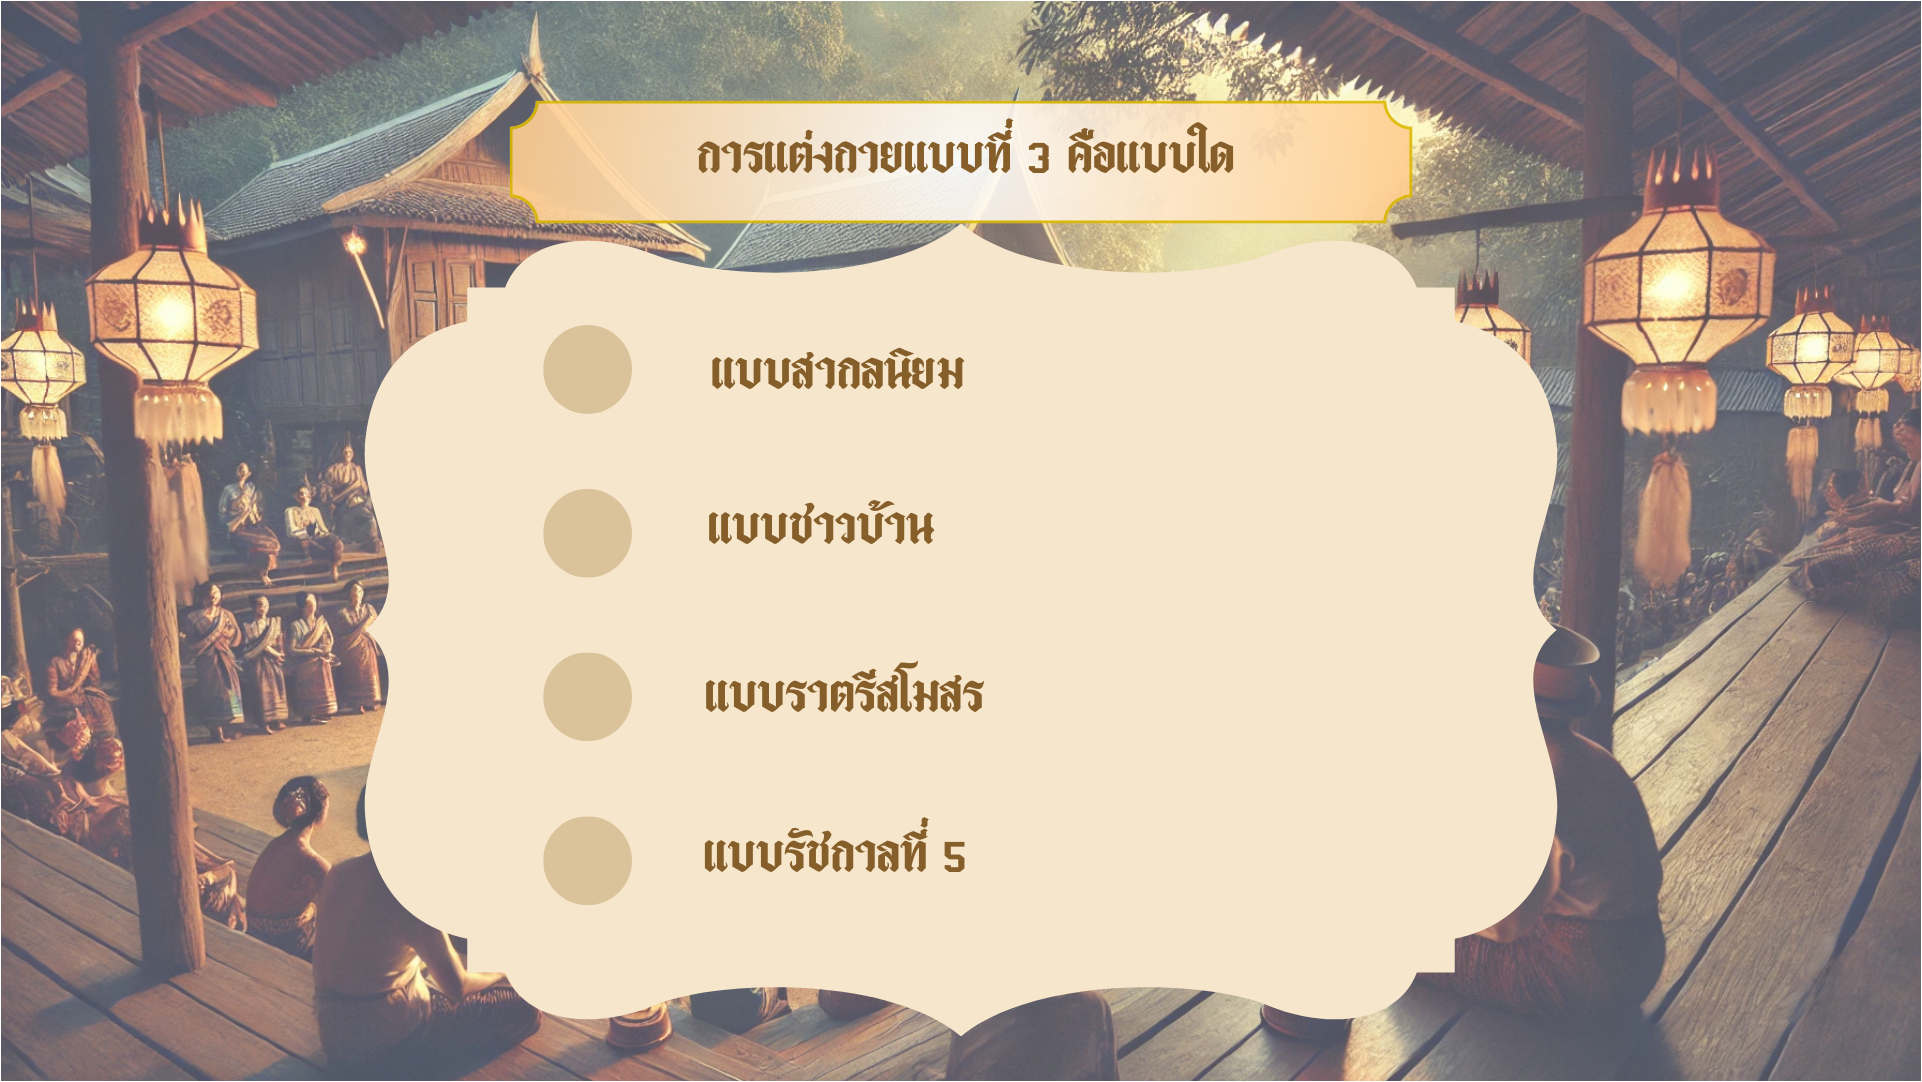 การแต่งกายแบบที่ 3 คือแบบใด
แบบสากลนิยม
แบบชาวบ้าน
แบบราตรีสโมสร
แบบรัชกาลที่ 5